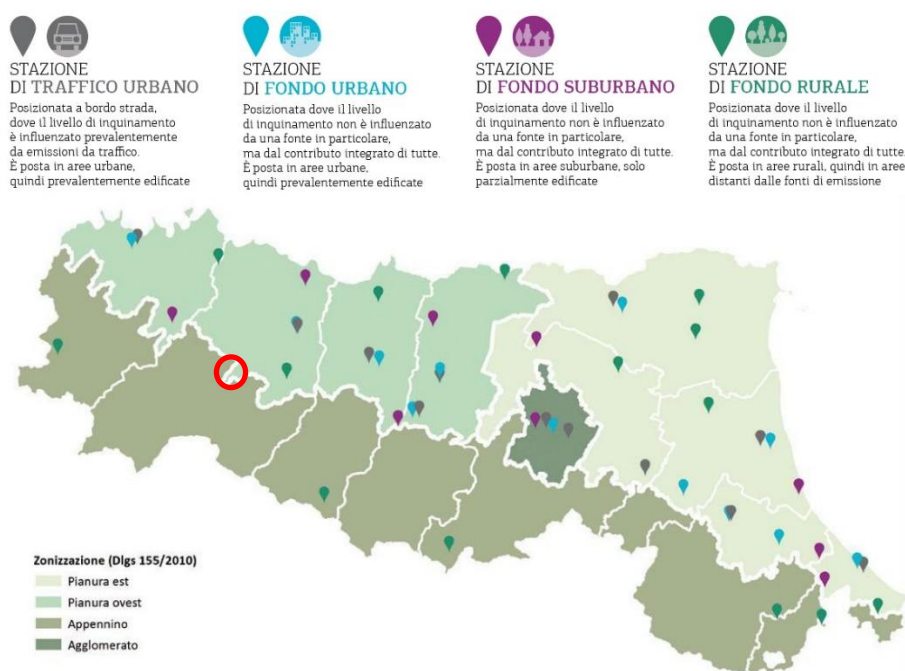 STAZIONE
DI TRAFFICO URBANO
Posizionata a bordo strada,
dove il livello di inquinamento
è influenzato prevalentemente
da emissioni da traffico.
È posta in aree urbane,
quindi prevalentemente edificate
STAZIONE
DI FONDO URBANO
Posizionata dove il livello
di inquinamento non è influenzato
da una fonte in particolare,
ma dal contributo integrato di tutte.
È posta in aree urbane,
quindi prevalentemente edificate
STAZIONE
DI FONDO SUBURBANO
Posizionata dove il livello
di inquinamento non è influenzato
da una fonte in particolare,
ma dal contributo integrato di tutte.
È posta in aree suburbane, solo
parzialmente edificate
STAZIONE
DI FONDO RURALE
Posizionata dove il livello
di inquinamento non è influenzato
da una fonte in particolare,
ma dal contributo integrato di tutte.
È posta in aree rurali, quindi in aree
distanti dalle fonti di emissione
Zonizzazione (Dlgs 155/2010)
Pianura est
Pianura ovest
Appennino
Agglomerato